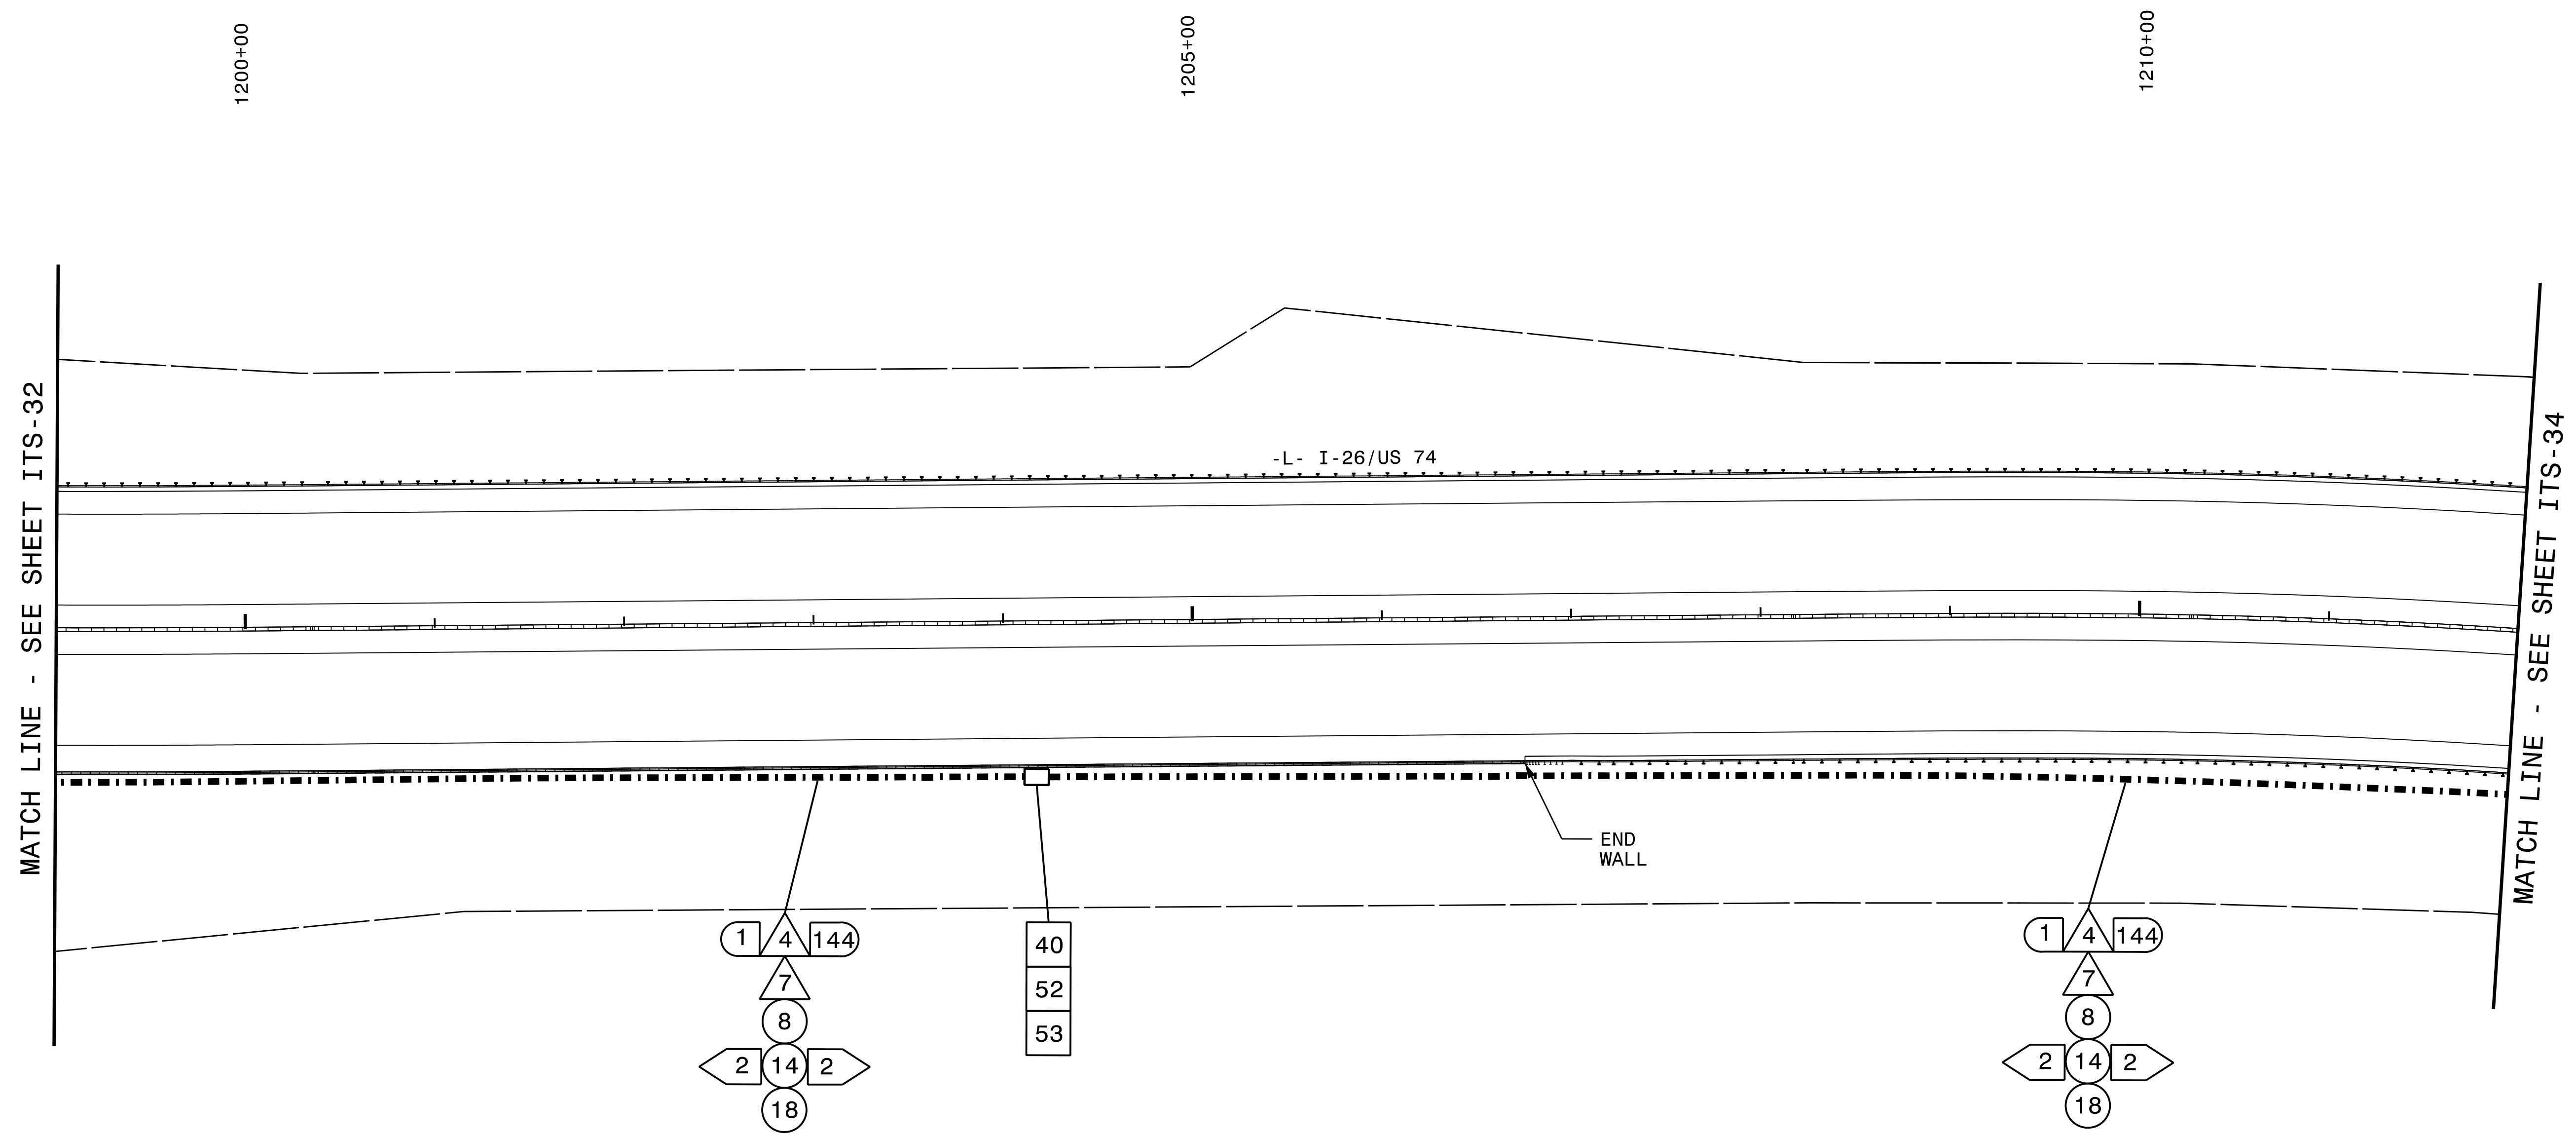 1200+00
1205+00
1210+00
MATCH LINE - SEE SHEET ITS-32
-L- I-26/US 74
MATCH LINE - SEE SHEET ITS-34
END
WALL
1 4 144
7
8
2 14 2
18
40
52
53
1 4 144
7
8
2 14 2
18